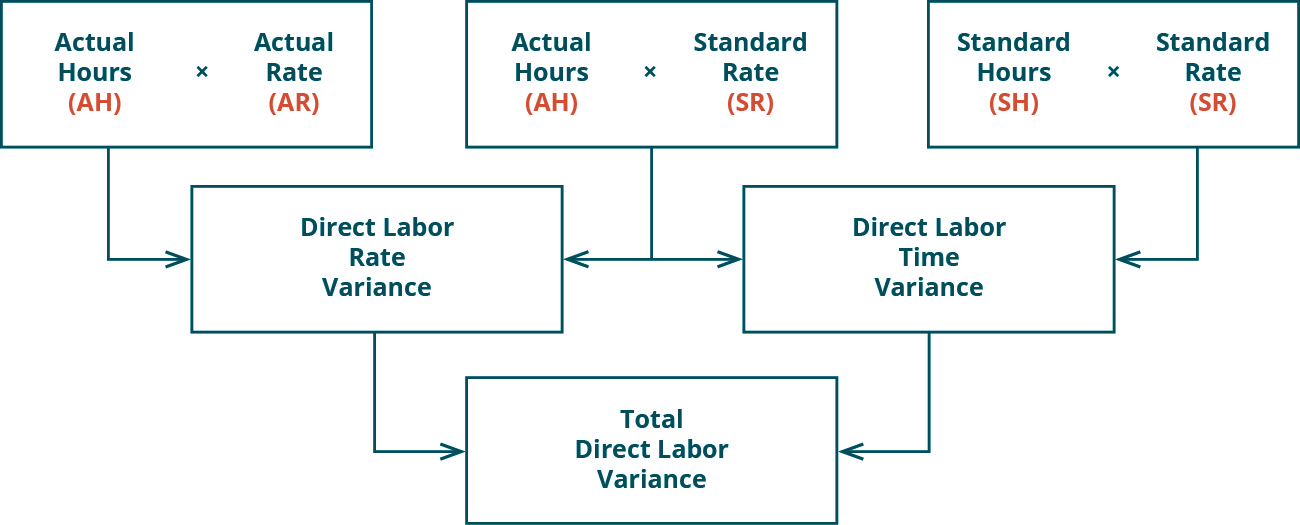 Actual Hours (AH) × Actual Rate (AR)
Actual Hours (AH) × Standard Rate (SR)
Standard Hours (SH) × Standard Rate (SR)
Direct Labor
Rate
Variance
Direct Labor
Time
Variance
Total
Direct Labor
Variance